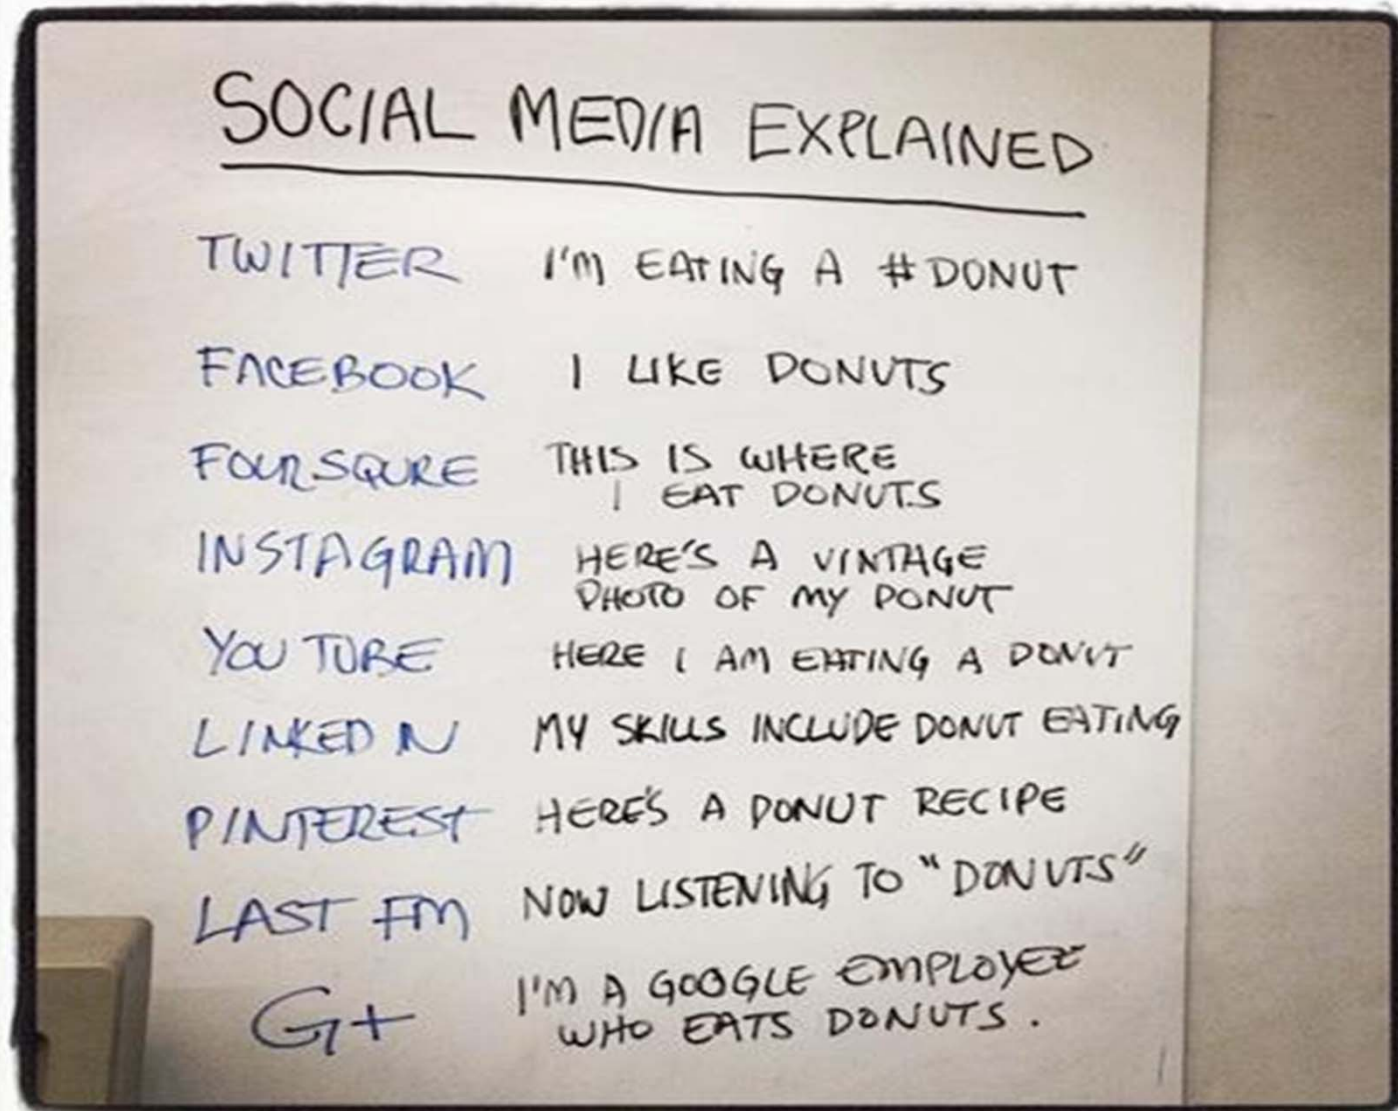 SOCIAL MEDIA EXPLAINED
TWITTER I'M EATING A #DONUT
FACEBOOK I LIKE DONUTS
FOURSQURE THIS IS WHERE
I EAT DONUTS
INSTAGRAM HERE'S A VINTAGE
PHOTO OF MY DONUT
YOU TUBE HERE I AM EATING A DONUT
LINKED IN MY SKILLS INCLUDE DONUT EATING
PINTEREST HERE'S A DONUT RECIPE
LAST FM NOW LISTENING TO "DONUTS"
G+ I'M A GOOGLE EMPLOYEE
WHO EATS DONUTS.